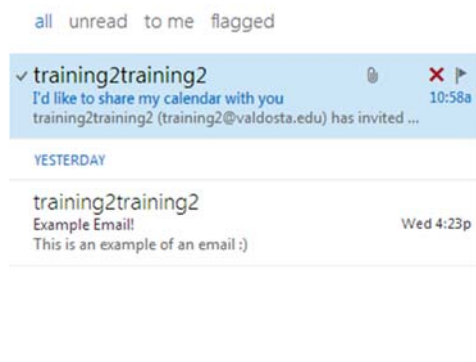 all unread to me flagged
training2training2
I'd like to share my calendar with you 10:58a
training2training2 (training2@valdosta.edu) has invited ...
YESTERDAY
training2training2
Example Email! Wed 4:23p
This is an example of an email :)